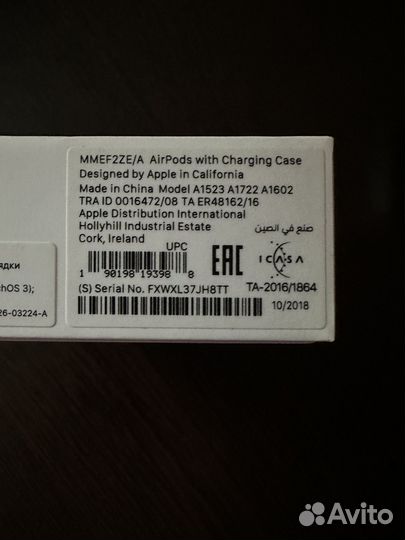 MMEF2ZE/A AirPods with Charging Case
Designed by Apple in California
Made in China Model A1523 A1722 A1602
TRA ID 0016472/08 TA ER48162/16
Apple Distribution International
Hollyhill Industrial Estate
Cork, Ireland
صنع في الصين
UPC
1 90198 19398 8
EAC
ICASA
(S) Serial No. FXWXL37JH8TT
TA-2016/1864
10/2018
ядки
chOS 3);
26-03224-A
Avito